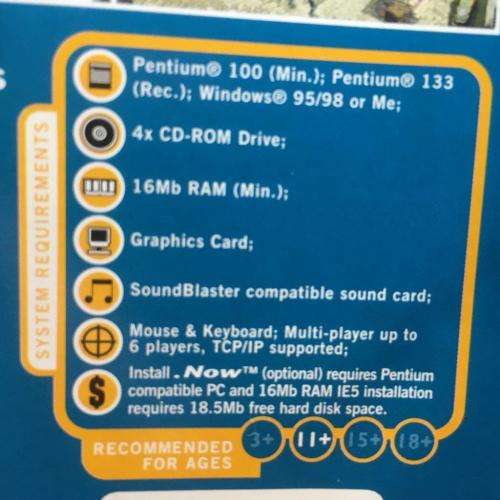 SYSTEM REQUIREMENTS
Pentium® 100 (Min.); Pentium® 133
(Rec.); Windows® 95/98 or Me;
4x CD-ROM Drive;
16Mb RAM (Min.);
Graphics Card;
SoundBlaster compatible sound card;
Mouse & Keyboard; Multi-player up to
6 players, TCP/IP supported;
$
Install .Now™ (optional) requires Pentium
compatible PC and 16Mb RAM IE5 installation
requires 18.5Mb free hard disk space.
RECOMMENDED
FOR AGES
3+ 11+ 15+ 18+